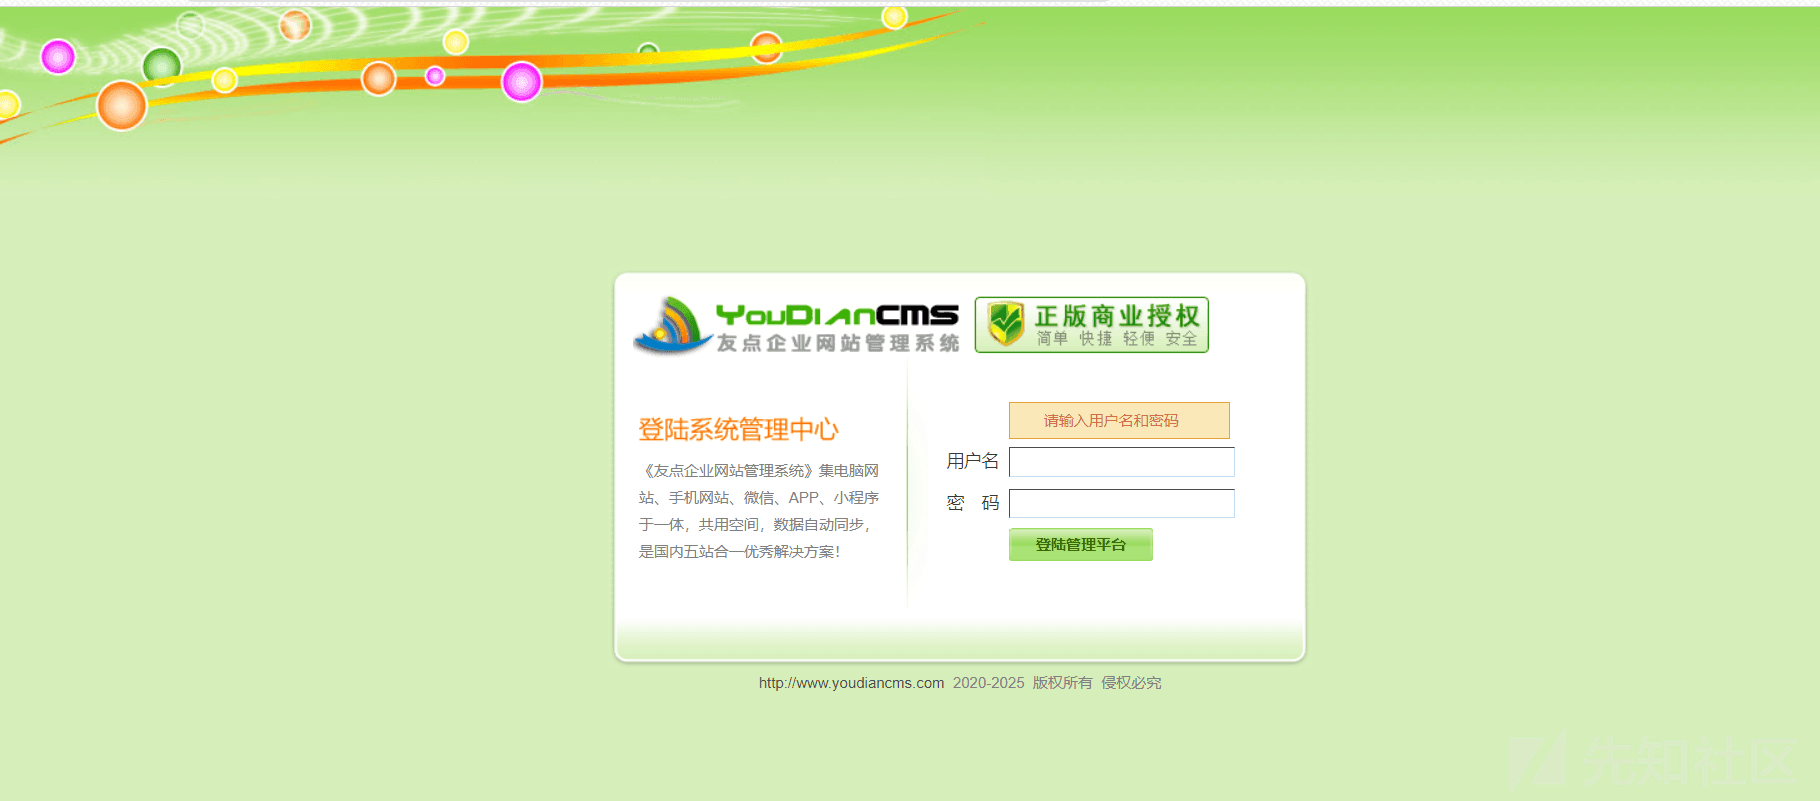 YouDianCMS
友点企业网站管理系统
正版商业授权
简单 快捷 轻便 安全
登陆系统管理中心
《友点企业网站管理系统》集电脑网
站、手机网站、微信、APP、小程序
于一体，共用空间，数据自动同步，
是国内五站合一优秀解决方案！
请输入用户名和密码
用户名
密 码
登陆管理平台
http://www.youdiancms.com 2020-2025 版权所有 侵权必究
先知社区